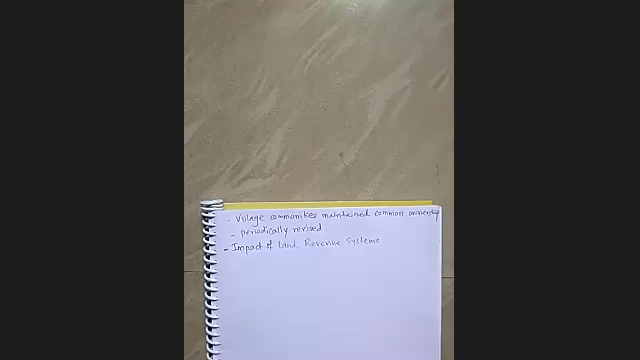 - Village communities maintained common ownership
- periodically revised.
- Impact of Land Revenue Systems